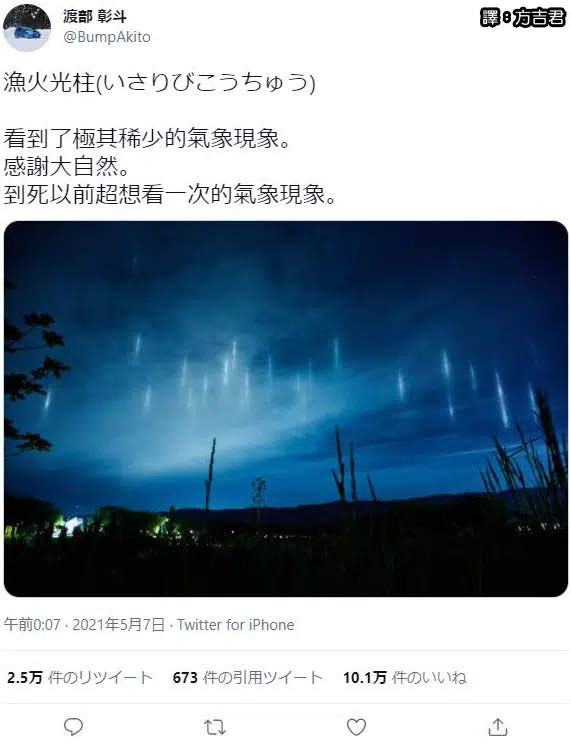 渡部 彰斗
@BumpAkito
譯8方吉君
漁火光柱(いさりびこうちゅう)
看到了極其稀少的氣象現象。
感謝大自然。
到死以前超想看一次的氣象現象。
午前0:07 · 2021年5月7日 · Twitter for iPhone
2.5万 件のリツイート 673 件の引用ツイート 10.1万 件のいいね